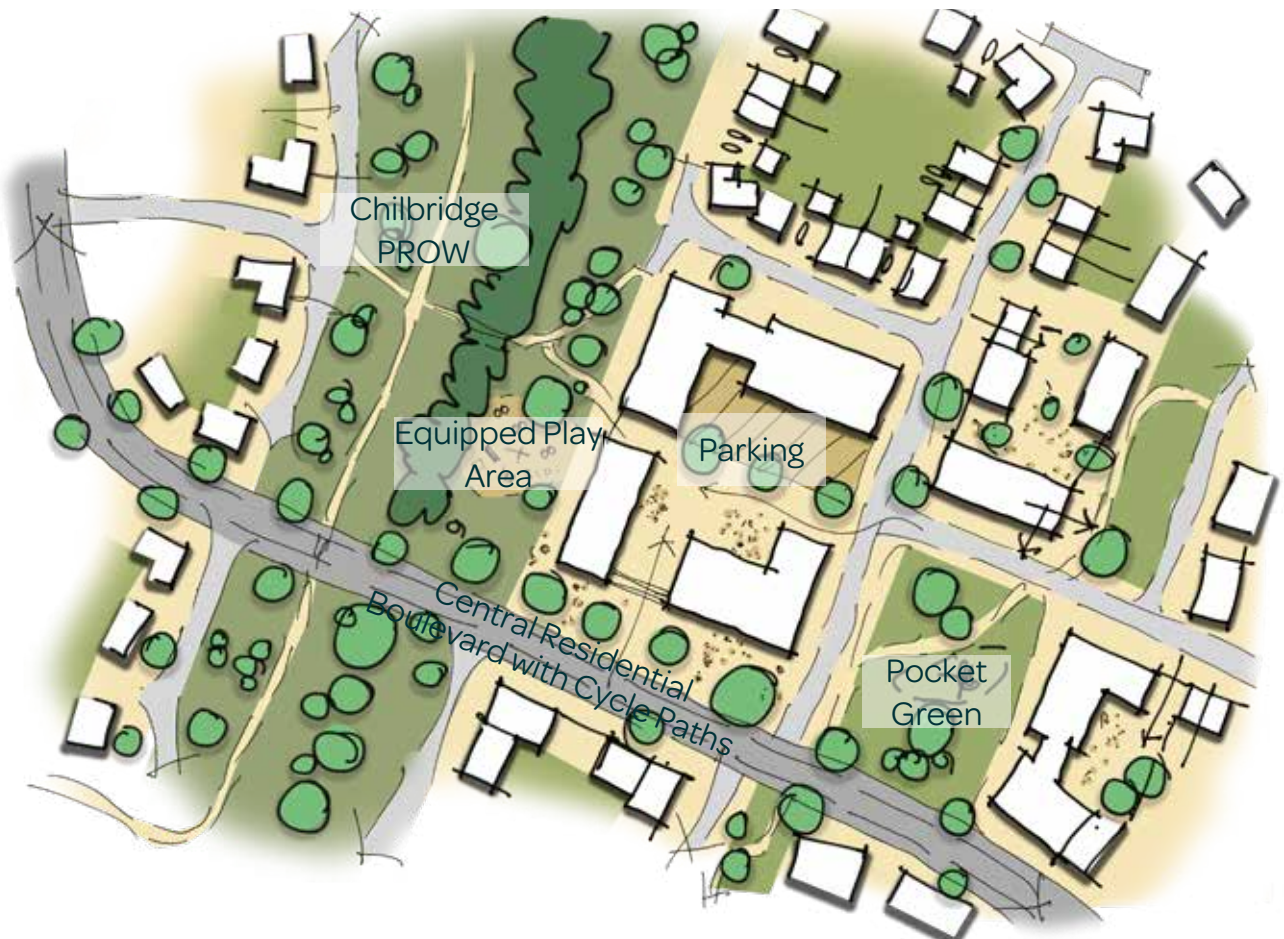 Chilbridge
PROW
Equipped Play
Area
Parking
Central Residential
Boulevard with Cycle Paths
Pocket
Green